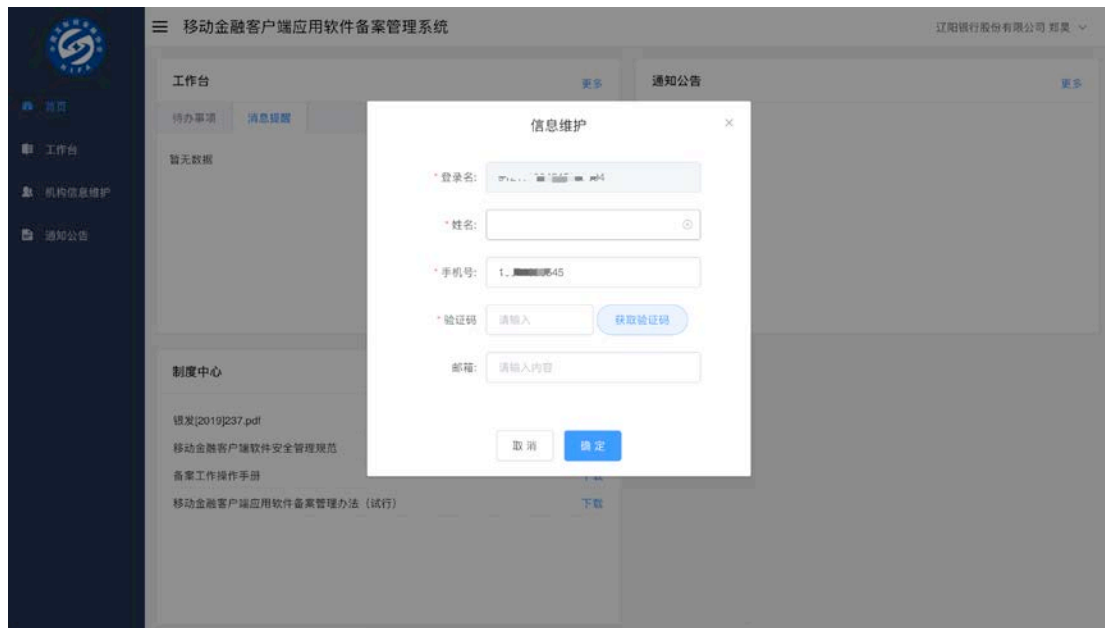 移动金融客户端应用软件备案管理系统
辽阳银行股份有限公司 郑昊
NIFA
首页
工作台
机构信息维护
通知公告
工作台
更多
通知公告
更多
待办事项
消息提醒
暂无数据
信息维护
*登录名:
*姓名:
*手机号:
645
*验证码
请输入
获取验证码
邮箱:
请输入内容
取消
确定
制度中心
银发[2019]237.pdf
移动金融客户端软件安全管理规范
备案工作操作手册
下载
移动金融客户端应用软件备案管理办法（试行）
下载